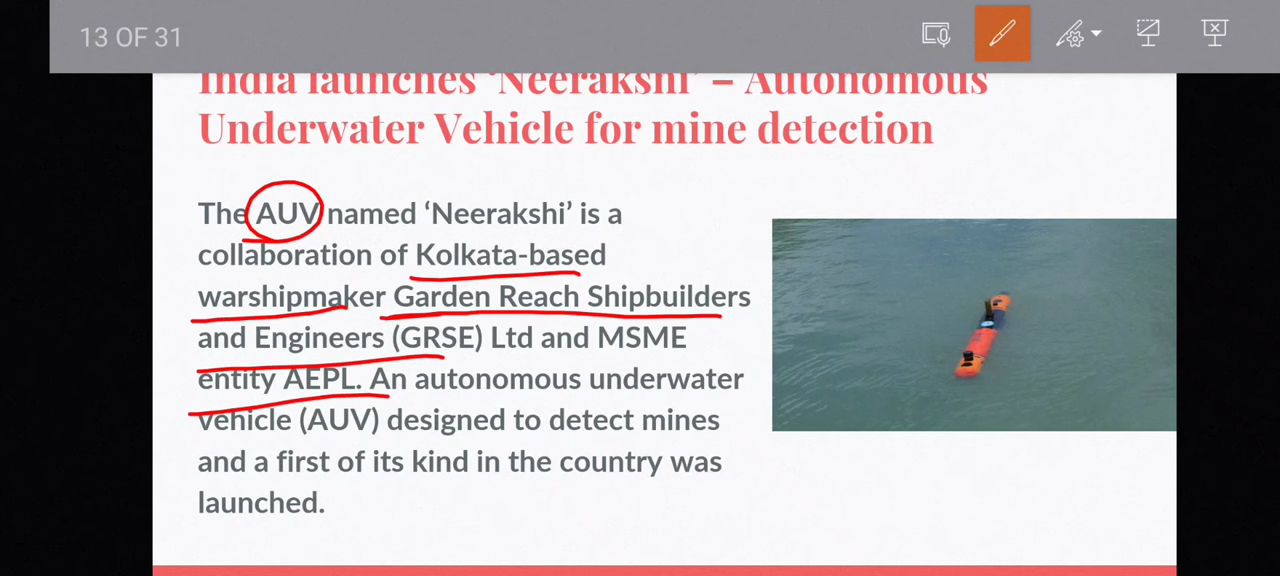 13 OF 31
India launches ‘Neerakshi’ – Autonomous
Underwater Vehicle for mine detection
The AUV named ‘Neerakshi’ is a
collaboration of Kolkata-based
warshipmaker Garden Reach Shipbuilders
and Engineers (GRSE) Ltd and MSME
entity AEPL. An autonomous underwater
vehicle (AUV) designed to detect mines
and a first of its kind in the country was
launched.